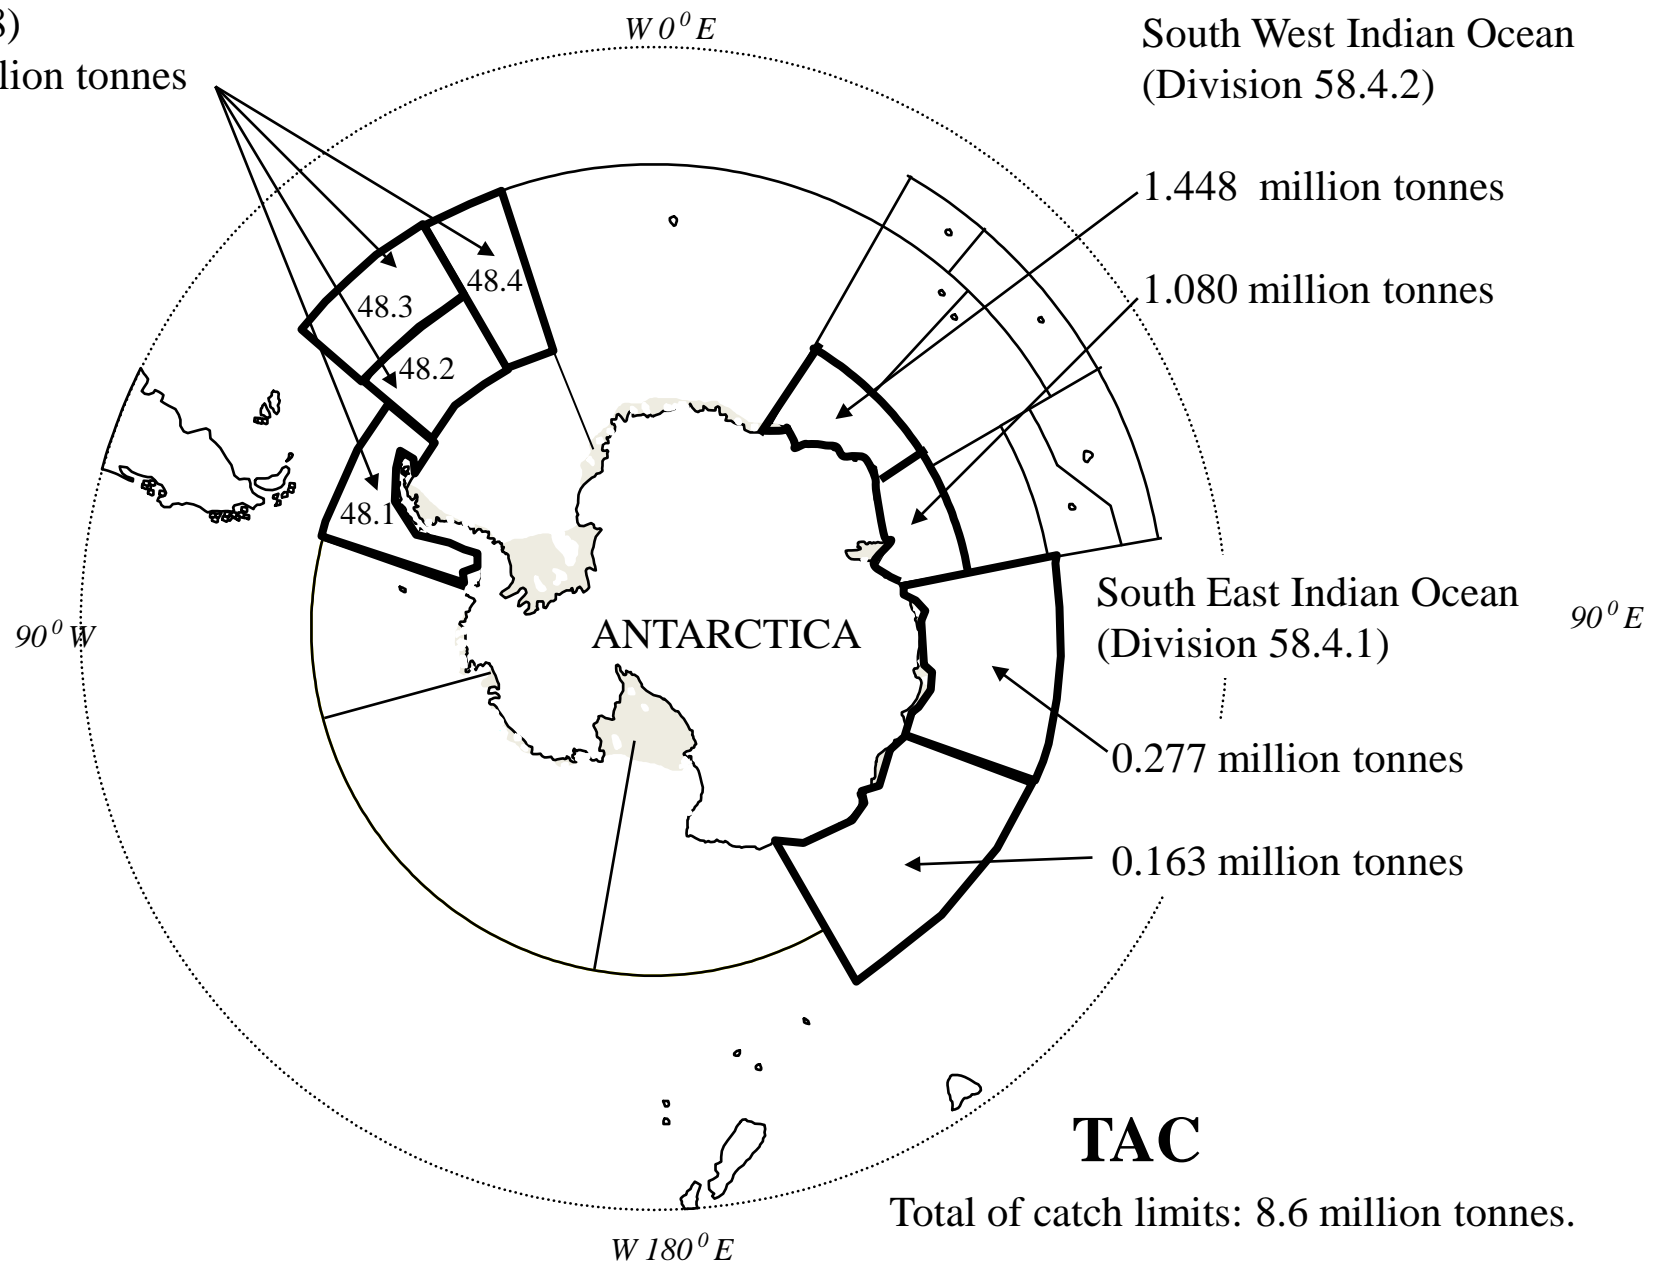 8)
lion tonnes
W 0⁰ E
South West Indian Ocean
(Division 58.4.2)
1.448 million tonnes
1.080 million tonnes
48.4
48.3
48.2
48.1
90⁰ W
ANTARCTICA
South East Indian Ocean
(Division 58.4.1)
90⁰ E
0.277 million tonnes
0.163 million tonnes
TAC
Total of catch limits: 8.6 million tonnes.
W 180⁰ E